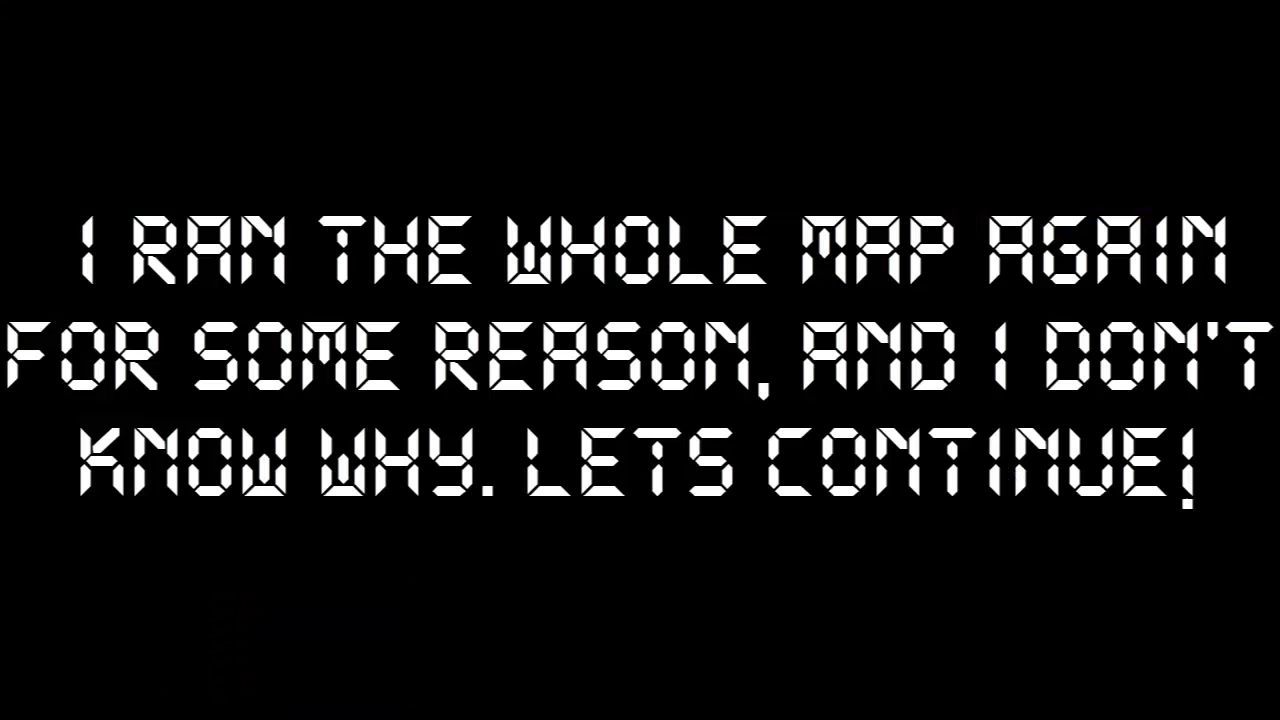 I RAN THE WHOLE MAP AGAIN
FOR SOME REASON, AND I DON'T
KNOW WHY. LETS CONTINUE!